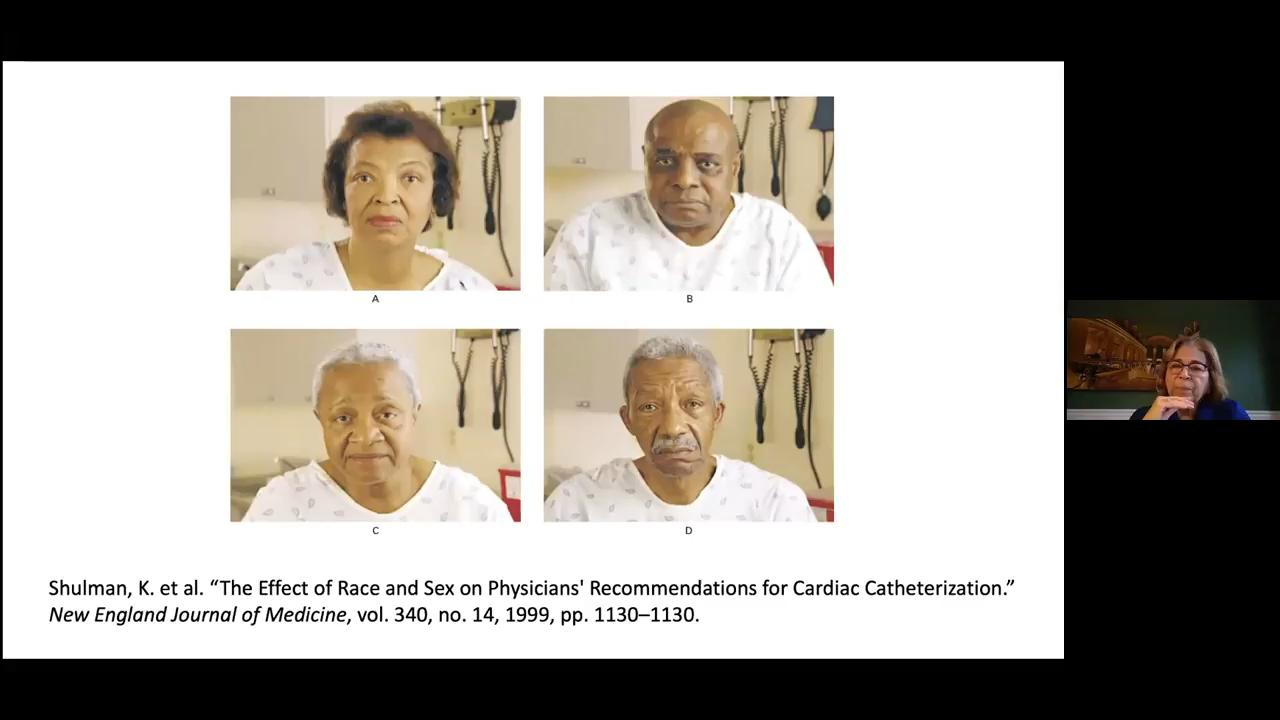 A
B
C
D
Shulman, K. et al. “The Effect of Race and Sex on Physicians' Recommendations for Cardiac Catheterization.”
New England Journal of Medicine, vol. 340, no. 14, 1999, pp. 1130–1130.